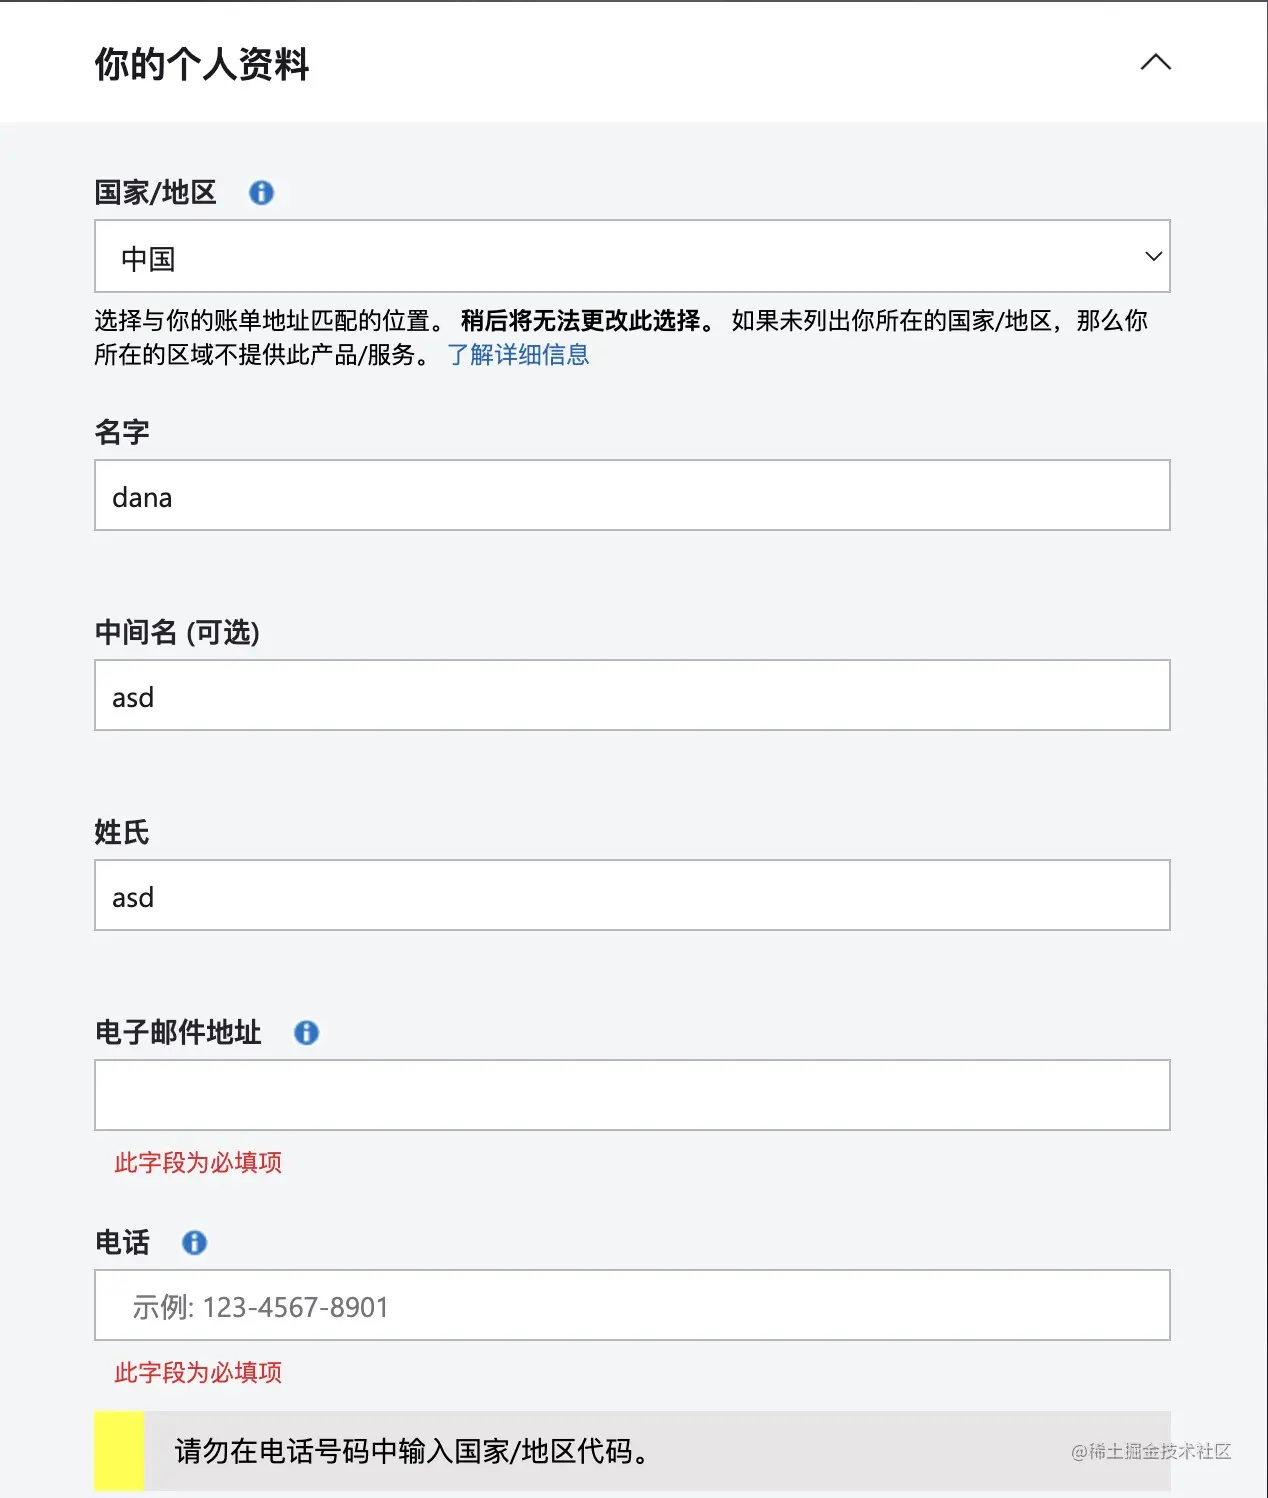 你的个人资料
国家/地区
中国
选择与你的账单地址匹配的位置。 稍后将无法更改此选择。 如果未列出你所在的国家/地区，那么你
所在的区域不提供此产品/服务。 了解详细信息
名字
dana
中间名 (可选)
asd
姓氏
asd
电子邮件地址
此字段为必填项
电话
示例: 123-4567-8901
此字段为必填项
请勿在电话号码中输入国家/地区代码。
@稀土掘金技术社区